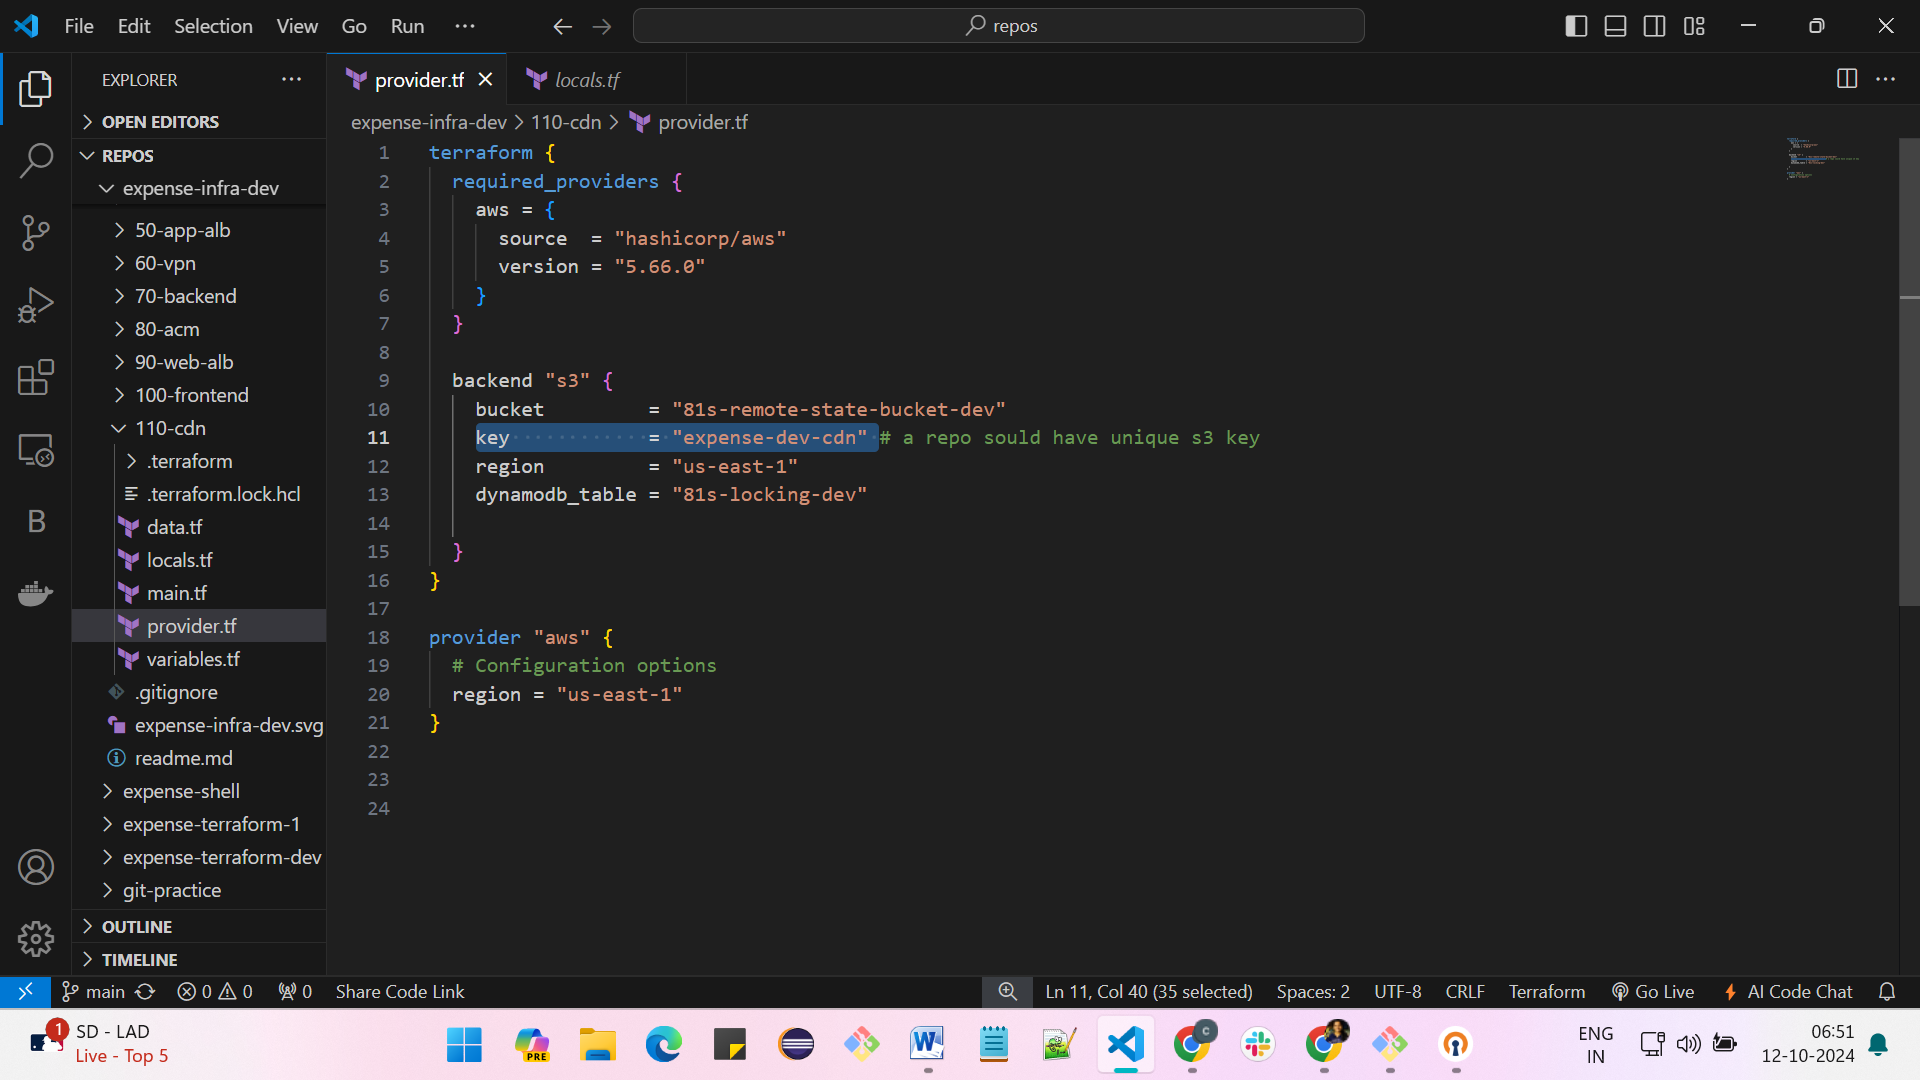 File Edit Selection View Go Run ··· repos
EXPLORER ···
provider.tf locals.tf
OPEN EDITORS
expense-infra-dev > 110-cdn > provider.tf
REPOS
expense-infra-dev
50-app-alb
60-vpn
70-backend
80-acm
90-web-alb
100-frontend
110-cdn
.terraform
.terraform.lock.hcl
data.tf
locals.tf
main.tf
provider.tf
variables.tf
.gitignore
expense-infra-dev.svg
readme.md
expense-shell
expense-terraform-1
expense-terraform-dev
git-practice
OUTLINE
TIMELINE
1 terraform {
2 required_providers {
3 aws = {
4 source = "hashicorp/aws"
5 version = "5.66.0"
6 }
7 }
8
9 backend "s3" {
10 bucket = "81s-remote-state-bucket-dev"
11 key = "expense-dev-cdn" # a repo sould have unique s3 key
12 region = "us-east-1"
13 dynamodb_table = "81s-locking-dev"
14
15 }
16 }
17
18 provider "aws" {
19 # Configuration options
20 region = "us-east-1"
21 }
22
23
24
B
main 0 0 0 Share Code Link Ln 11, Col 40 (35 selected) Spaces: 2 UTF-8 CRLF Terraform Go Live AI Code Chat
1 SD - LAD
Live - Top 5
PRE
W
c
ENG
IN
06:51
12-10-2024